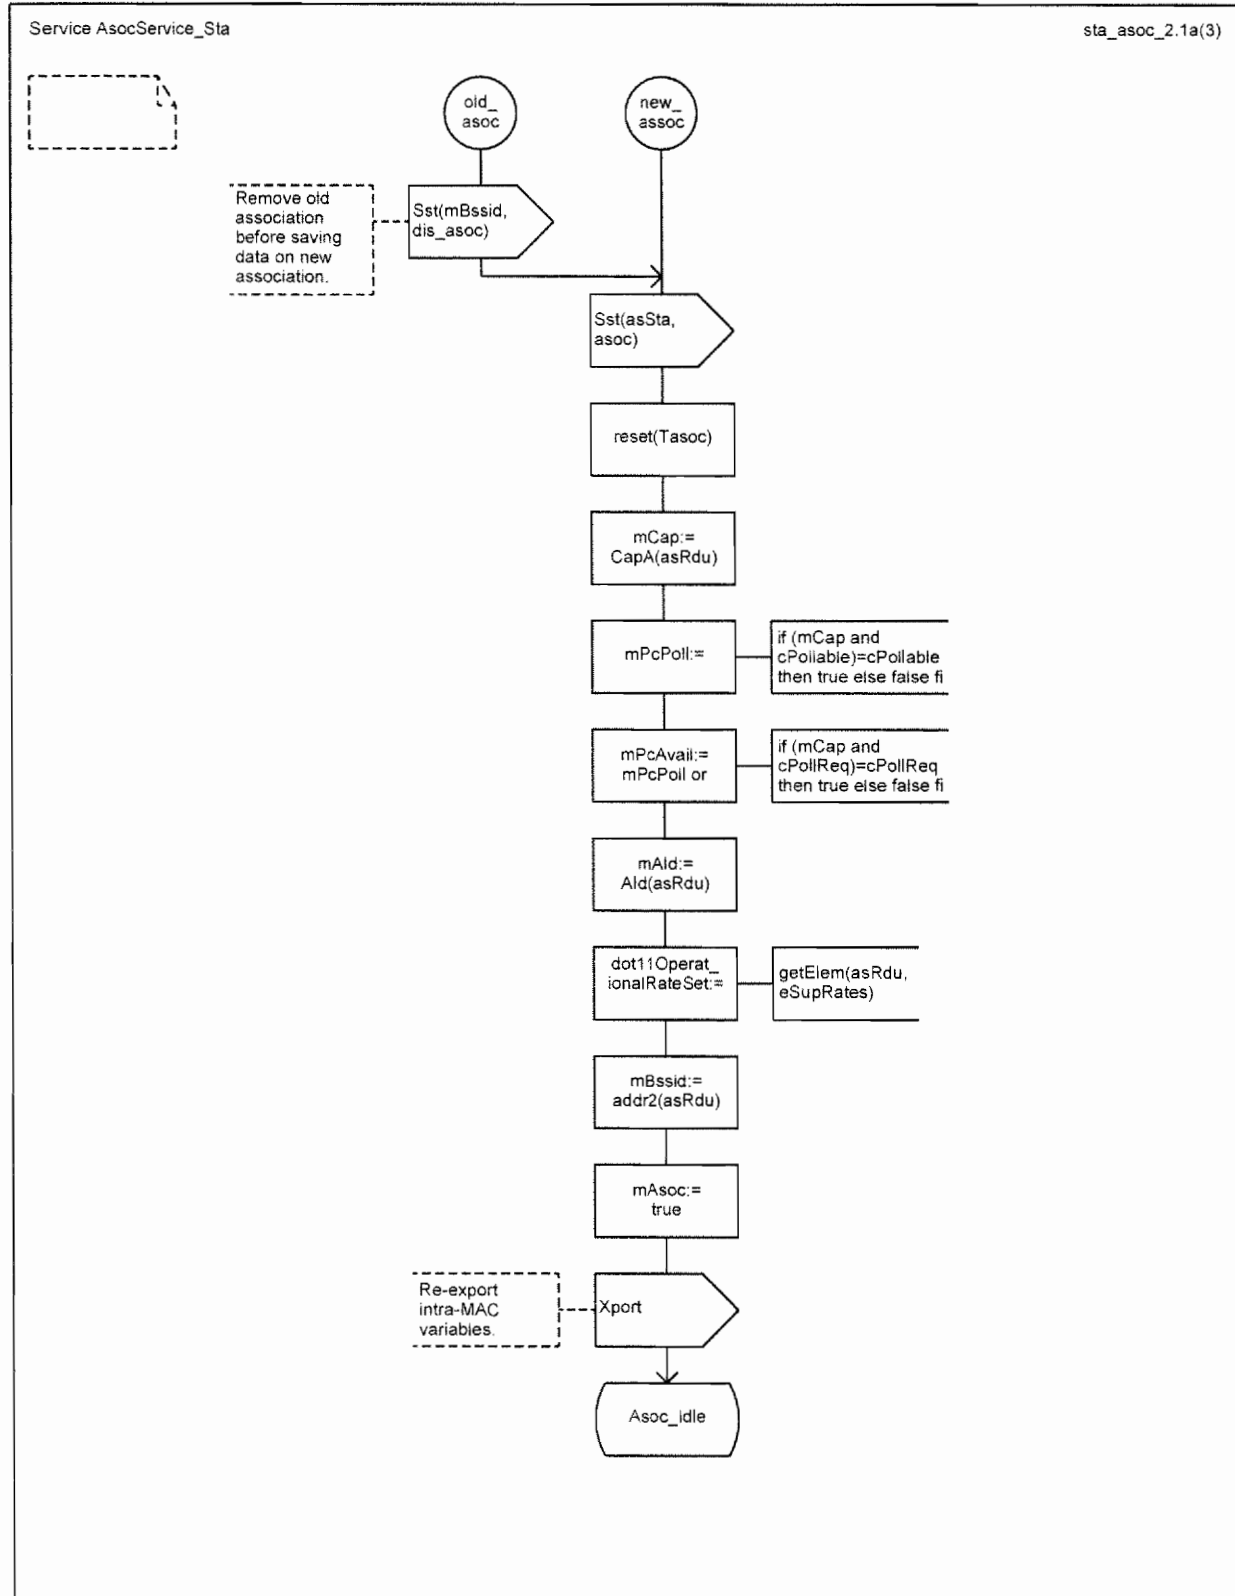 Service AsocService_Sta
sta_asoc_2.1a(3)
old_
asoc
new_
assoc
Remove old
association
before saving
data on new
association.
Sst(mBssid,
dis_asoc)
Sst(asSta,
asoc)
reset(Tasoc)
mCap:=
CapA(asRdu)
mPcPoll:=
if (mCap and
cPollable)=cPollable
then true else false fi
mPcAvail:=
mPcPoll or
if (mCap and
cPollReq)=cPollReq
then true else false fi
mAId:=
AId(asRdu)
dot11Operat_
ionalRateSet:=
getElem(asRdu,
eSupRates)
mBssid:=
addr2(asRdu)
mAsoc:=
true
Re-export
intra-MAC
variables.
Xport
Asoc_idle